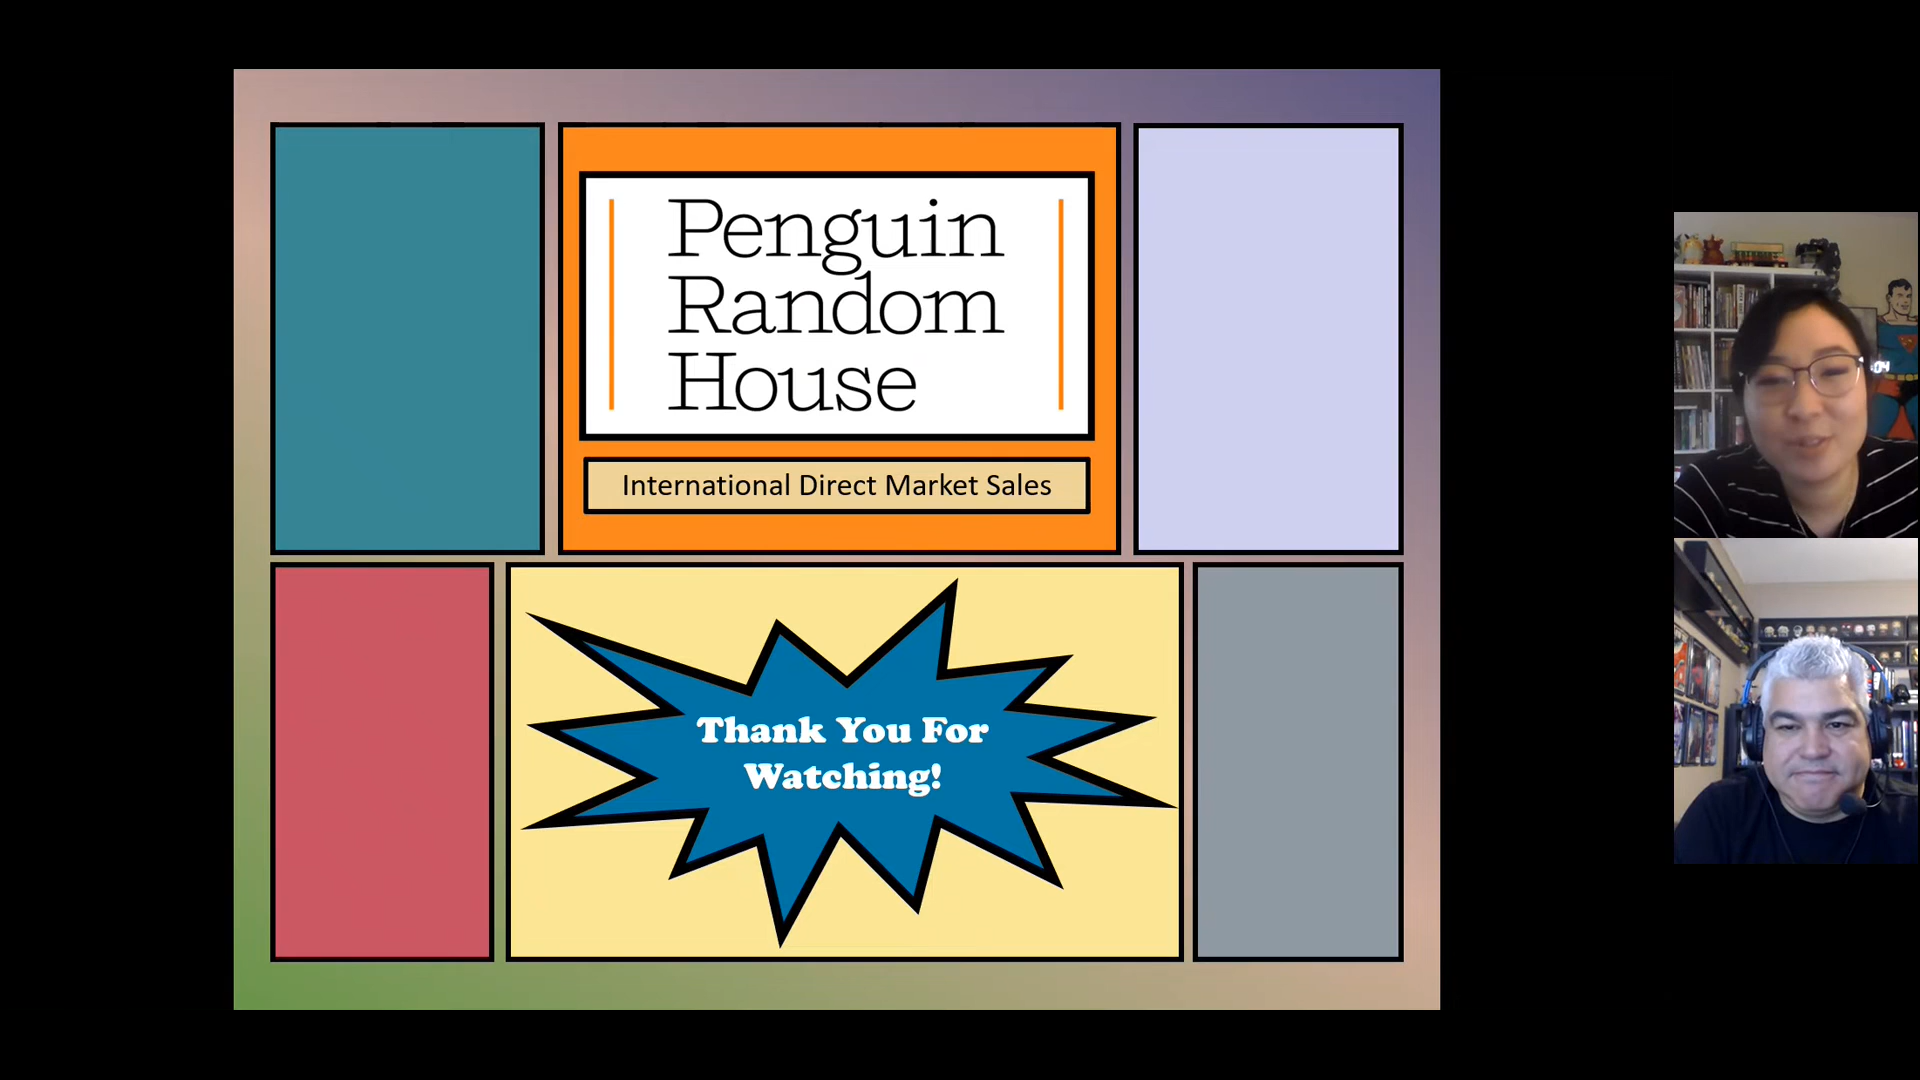 Penguin
Random
House
International Direct Market Sales
Thank You For
Watching!